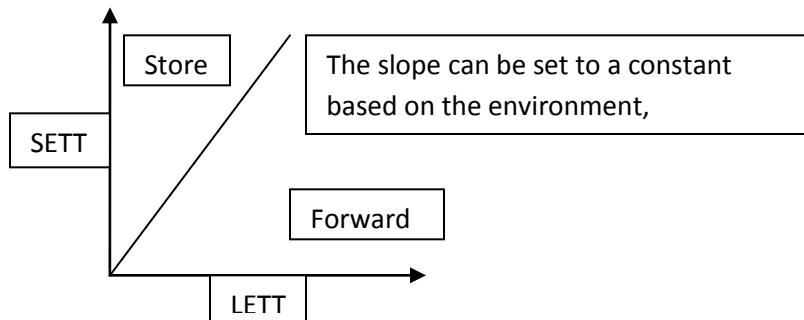 Store
The slope can be set to a constant
based on the environment,
SETT
Forward
LETT